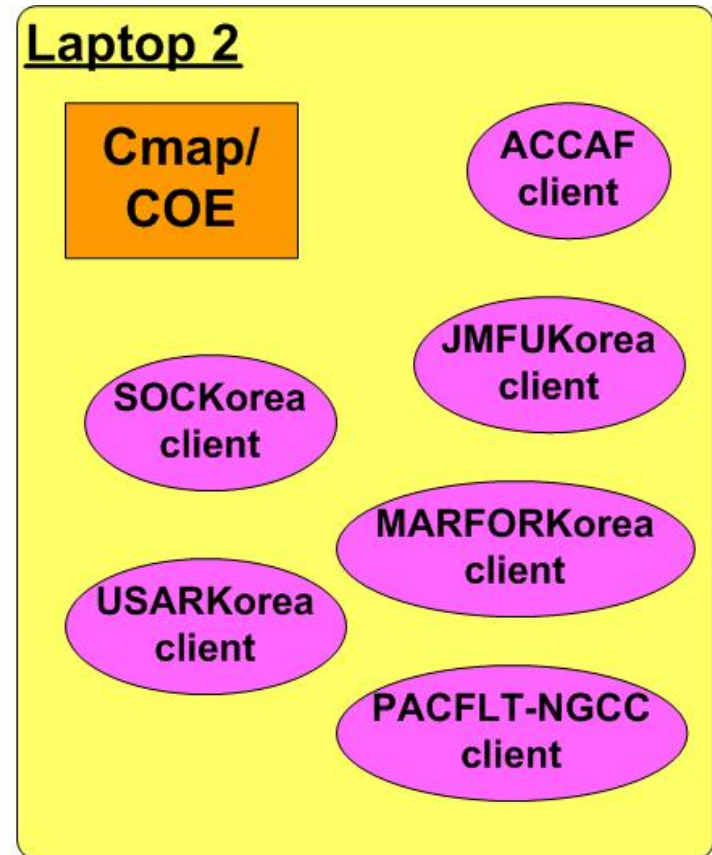 Laptop 2
Cmap/
COE
ACCAF
client
JMFUKorea
client
SOCKorea
client
MARFORKorea
client
USARKorea
client
PACFLT-NGCC
client